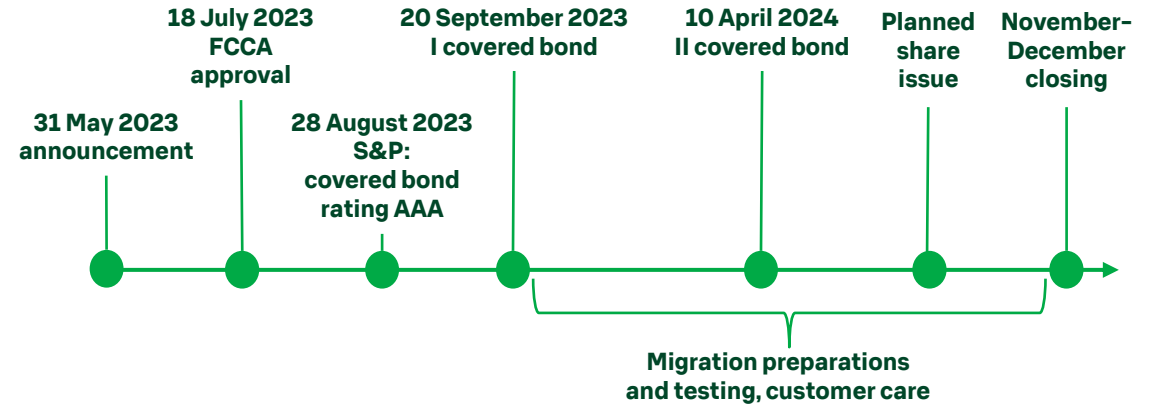 31 May 2023
announcement
18 July 2023
FCCA
approval
28 August 2023
S&P:
covered bond
rating AAA
20 September 2023
I covered bond
10 April 2024
II covered bond
Planned
share
issue
November–
December
closing
Migration preparations
and testing, customer care